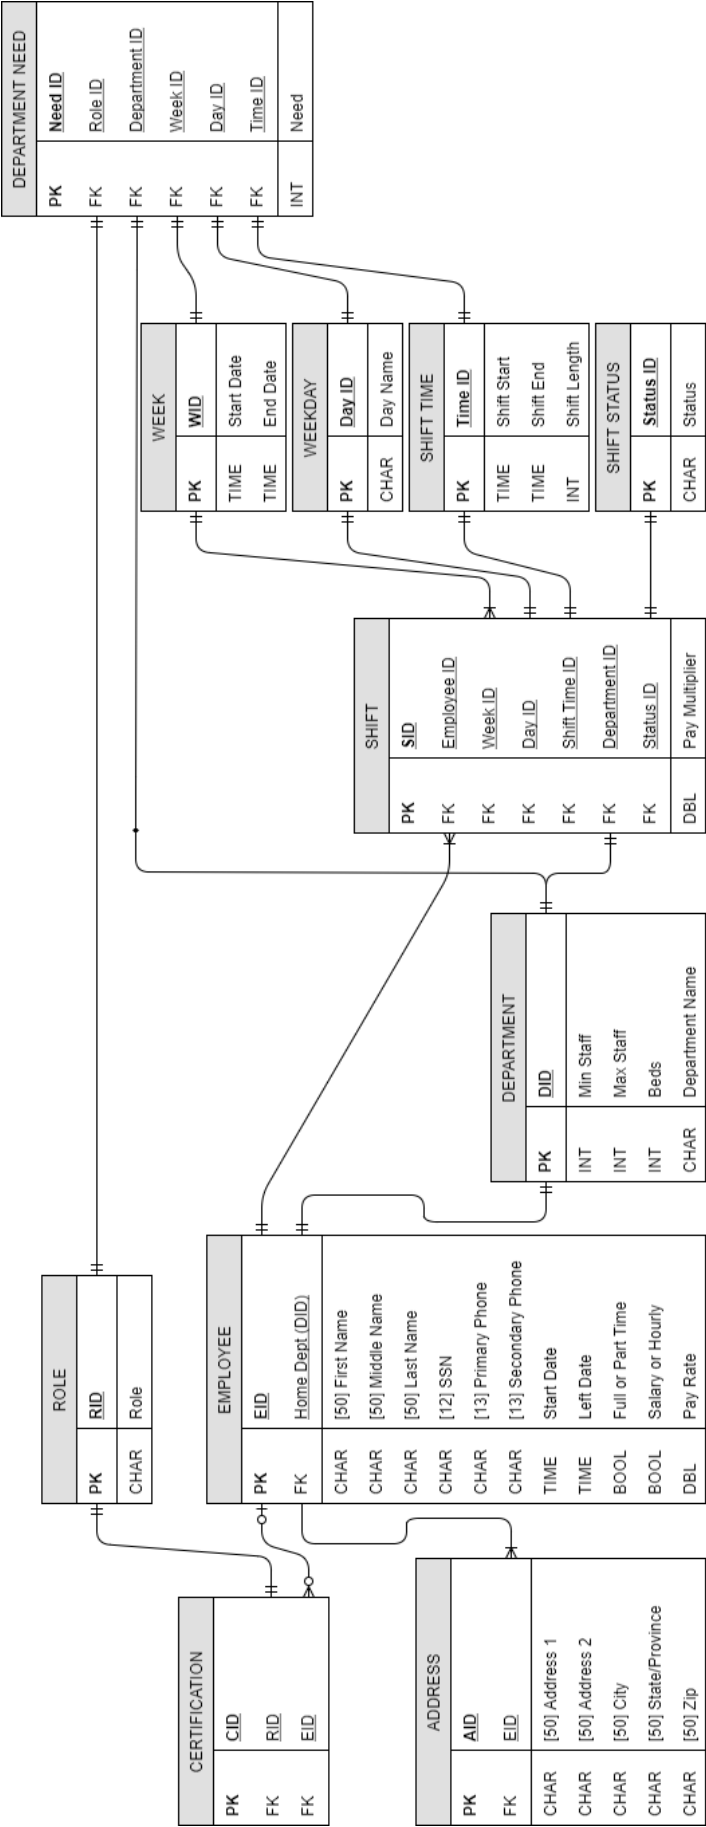 CERTIFICATION
PK CID
FK RID
FK EID
ADDRESS
PK AID
FK EID
CHAR [50] Address 1
CHAR [50] Address 2
CHAR [50] City
CHAR [50] State/Province
CHAR [50] Zip
ROLE
PK RID
CHAR Role
EMPLOYEE
PK EID
FK Home Dept (DID)
CHAR [50] First Name
CHAR [50] Middle Name
CHAR [50] Last Name
CHAR [12] SSN
CHAR [13] Primary Phone
CHAR [13] Secondary Phone
TIME Start Date
TIME Left Date
BOOL Full or Part Time
BOOL Salary or Hourly
DBL Pay Rate
DEPARTMENT
PK DID
INT Min Staff
INT Max Staff
INT Beds
CHAR Department Name
SHIFT
PK SID
FK Employee ID
FK Week ID
FK Day ID
FK Shift Time ID
FK Department ID
FK Status ID
DBL Pay Multiplier
WEEK
PK WID
TIME Start Date
TIME End Date
WEEKDAY
PK Day ID
CHAR Day Name
SHIFT TIME
PK Time ID
TIME Shift Start
TIME Shift End
INT Shift Length
SHIFT STATUS
PK Status ID
CHAR Status
DEPARTMENT NEED
PK Need ID
FK Role ID
FK Department ID
FK Week ID
FK Day ID
FK Time ID
INT Need